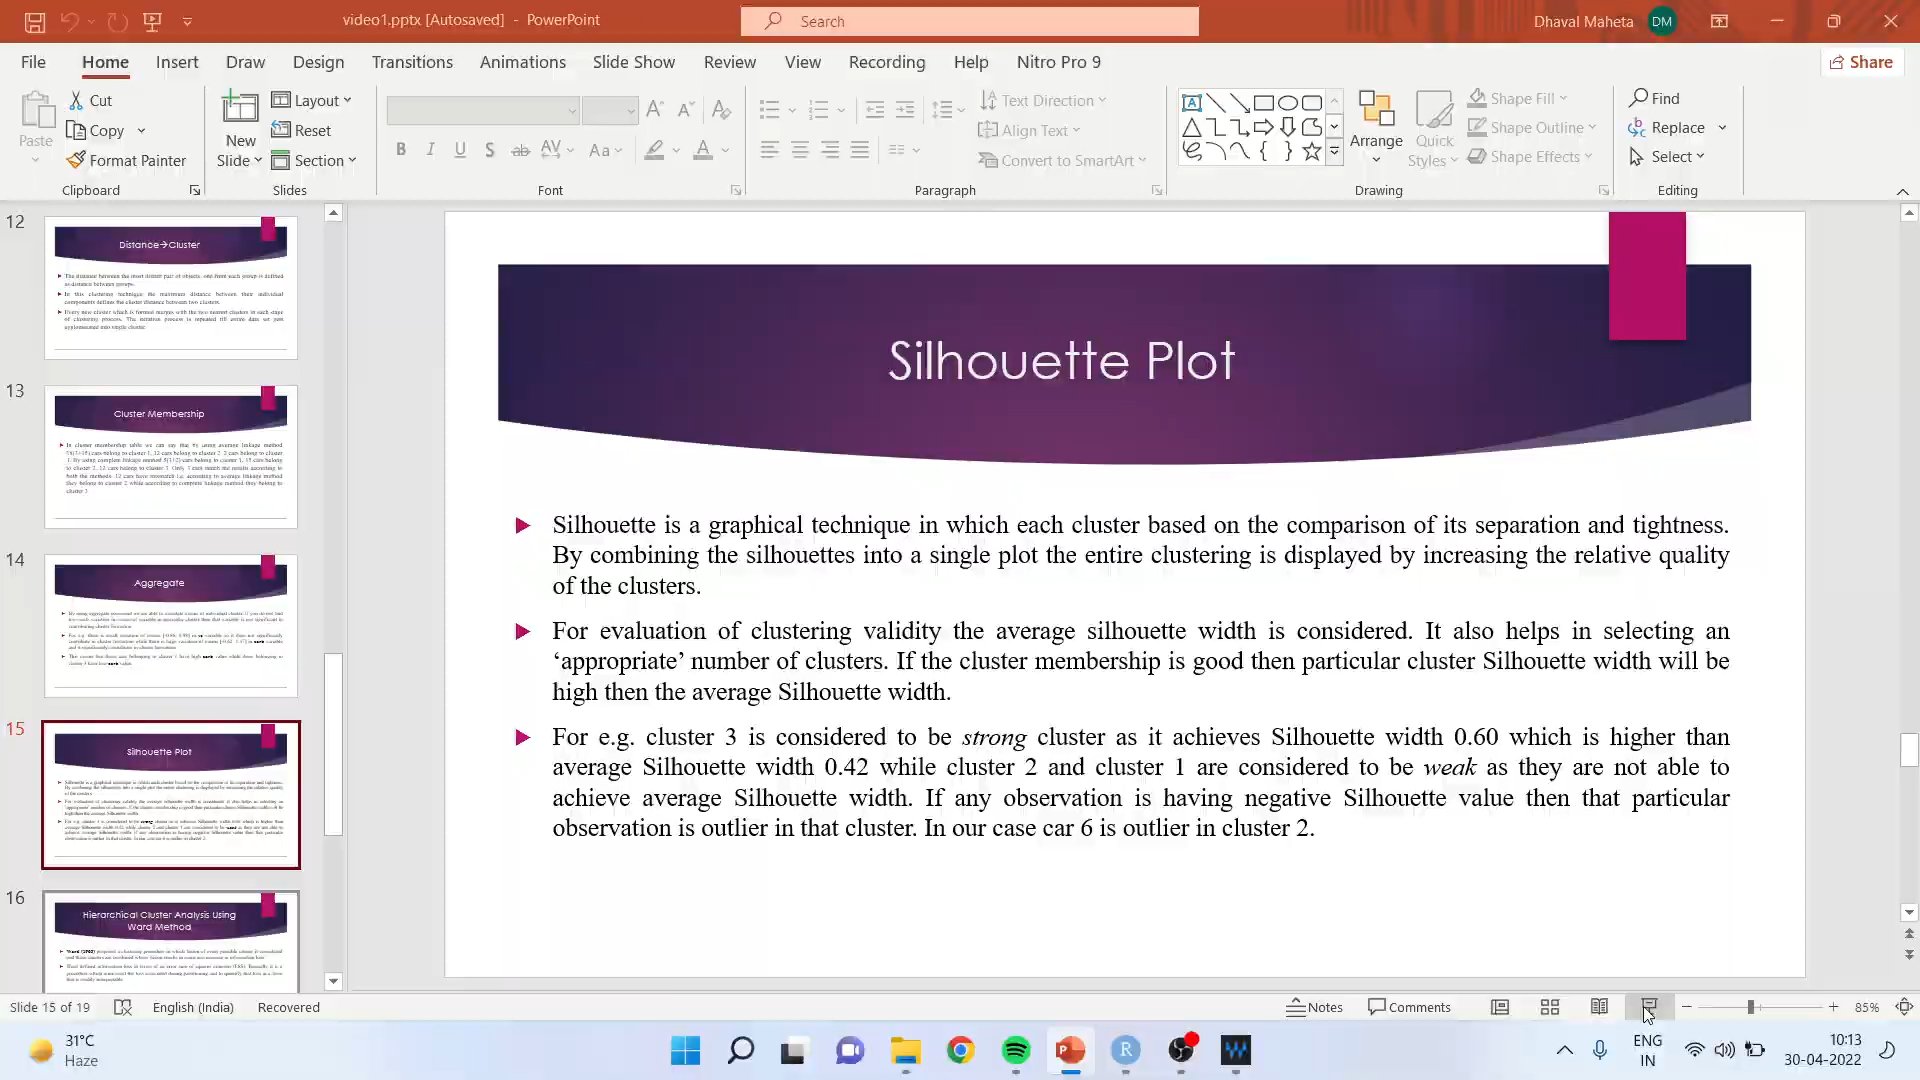 video1.pptx [Autosaved] - PowerPoint
Search
Dhaval Maheta DM
File Home Insert Draw Design Transitions Animations Slide Show Review View Recording Help Nitro Pro 9 Share
Paste
Cut
Copy
Format Painter
Clipboard
New Slide
Layout
Reset
Section
Slides
B I U S ab AV Aa A
Font
Text Direction
Align Text
Convert to SmartArt
Paragraph
Arrange
Quick Styles
Shape Fill
Shape Outline
Shape Effects
Drawing
Find
Replace
Select
Editing
12
Distance→Cluster
13
Cluster Membership
14
Aggregate
15
Silhouette Plot
16
Hierarchical Cluster Analysis Using
Ward Method
Silhouette Plot
Silhouette is a graphical technique in which each cluster based on the comparison of its separation and tightness.
By combining the silhouettes into a single plot the entire clustering is displayed by increasing the relative quality
of the clusters.
For evaluation of clustering validity the average silhouette width is considered. It also helps in selecting an
‘appropriate’ number of clusters. If the cluster membership is good then particular cluster Silhouette width will be
high then the average Silhouette width.
For e.g. cluster 3 is considered to be strong cluster as it achieves Silhouette width 0.60 which is higher than
average Silhouette width 0.42 while cluster 2 and cluster 1 are considered to be weak as they are not able to
achieve average Silhouette width. If any observation is having negative Silhouette value then that particular
observation is outlier in that cluster. In our case car 6 is outlier in cluster 2.
Slide 15 of 19 English (India) Recovered Notes Comments 85%
31°C
Haze
ENG
IN
10:13
30-04-2022